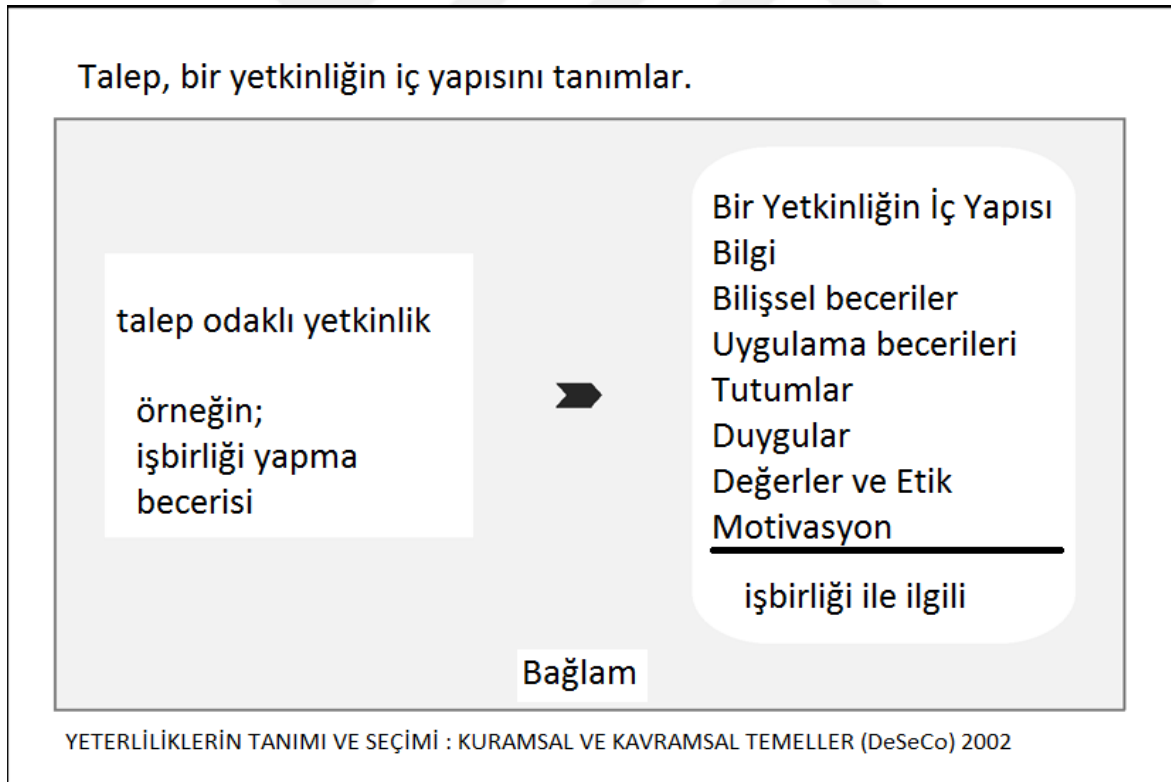 Talep, bir yetkinliğin iç yapısını tanımlar.
talep odaklı yetkinlik
örneğin;
işbirliği yapma
becerisi
Bir Yetkinliğin İç Yapısı
Bilgi
Bilişsel beceriler
Uygulama becerileri
Tutumlar
Duygular
Değerler ve Etik
Motivasyon
işbirliği ile ilgili
Bağlam
YETERLİLİKLERİN TANIMI VE SEÇİMİ : KURAMSAL VE KAVRAMSAL TEMELLER (DeSeCo) 2002